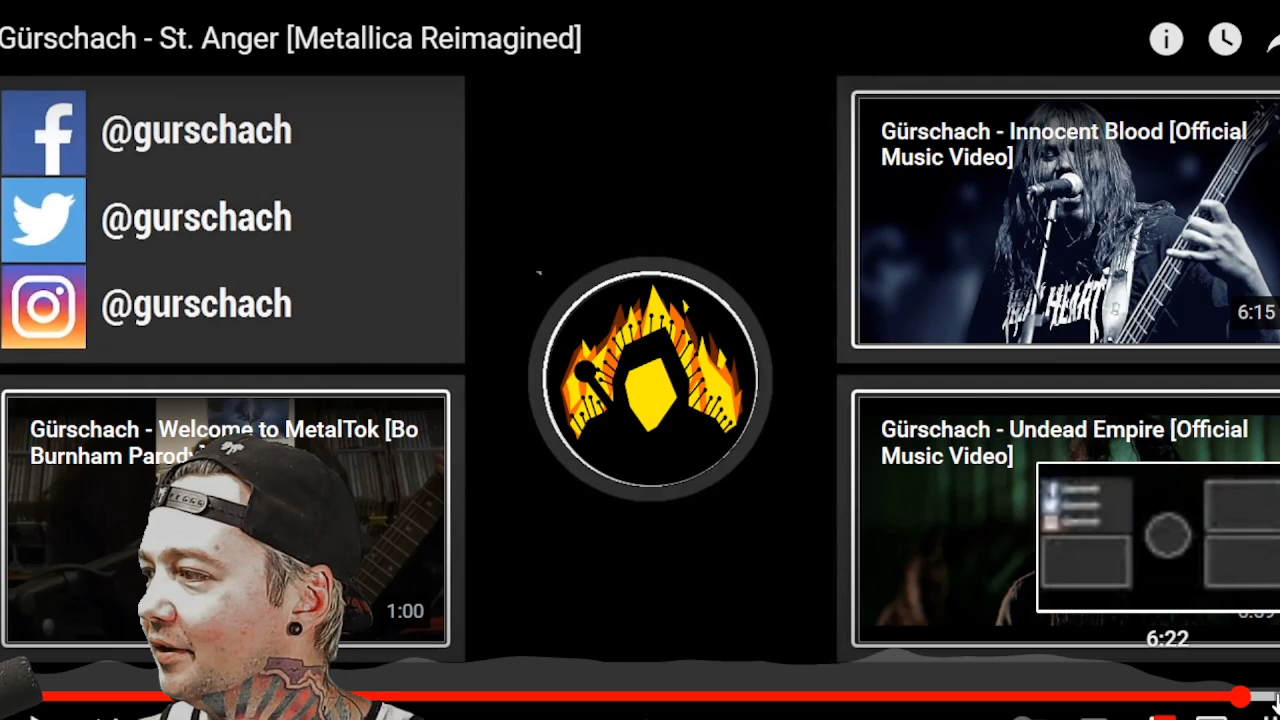 Gürschach - St. Anger [Metallica Reimagined]
@gurschach
@gurschach
@gurschach
Gürschach - Innocent Blood [Official
Music Video]
6:15
Gürschach - Welcome to MetalTok [Bo
Burnham Parody]
1:00
Gürschach - Undead Empire [Official
Music Video]
6:22